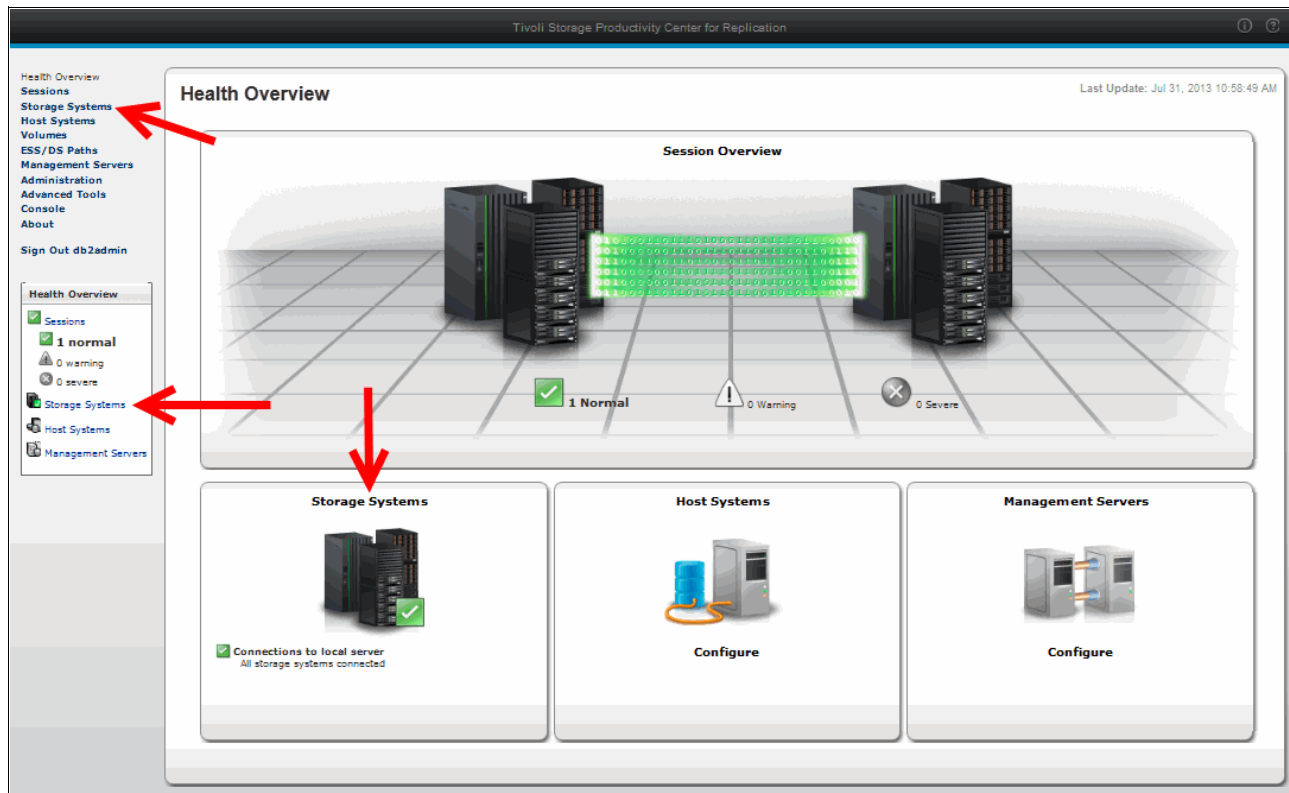 Tivoli Storage Productivity Center for Replication
Health Overview
Sessions
Storage Systems
Host Systems
Volumes
ESS/DS Paths
Management Servers
Administration
Advanced Tools
Console
About
Sign Out db2admin
Health Overview
Sessions
1 normal
0 warning
0 severe
Storage Systems
Host Systems
Management Servers
Health Overview
Last Update: Jul 31, 2013 10:58:49 AM
Session Overview
1 Normal
0 Warning
0 Severe
Storage Systems
Connections to local server
All storage systems connected
Host Systems
Configure
Management Servers
Configure